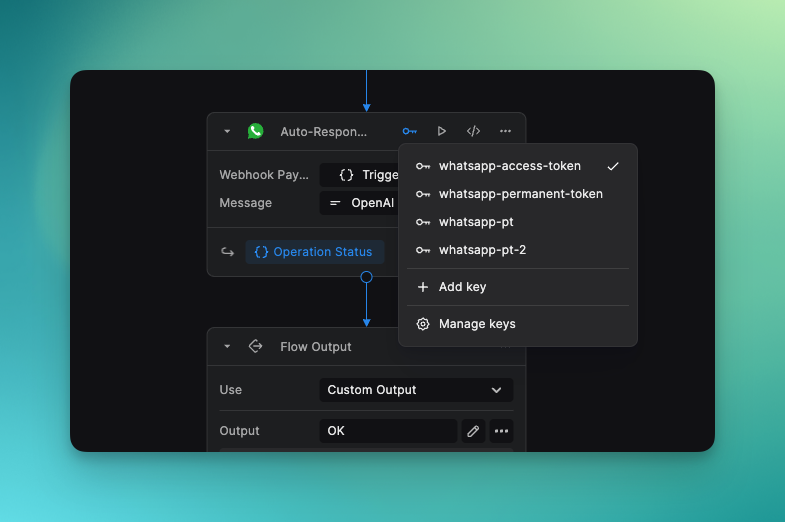 Auto-Respon...
Webhook Pay...
Trigge
Message
OpenAI
Operation Status
whatsapp-access-token
whatsapp-permanent-token
whatsapp-pt
whatsapp-pt-2
Add key
Manage keys
Flow Output
Use
Custom Output
Output
OK